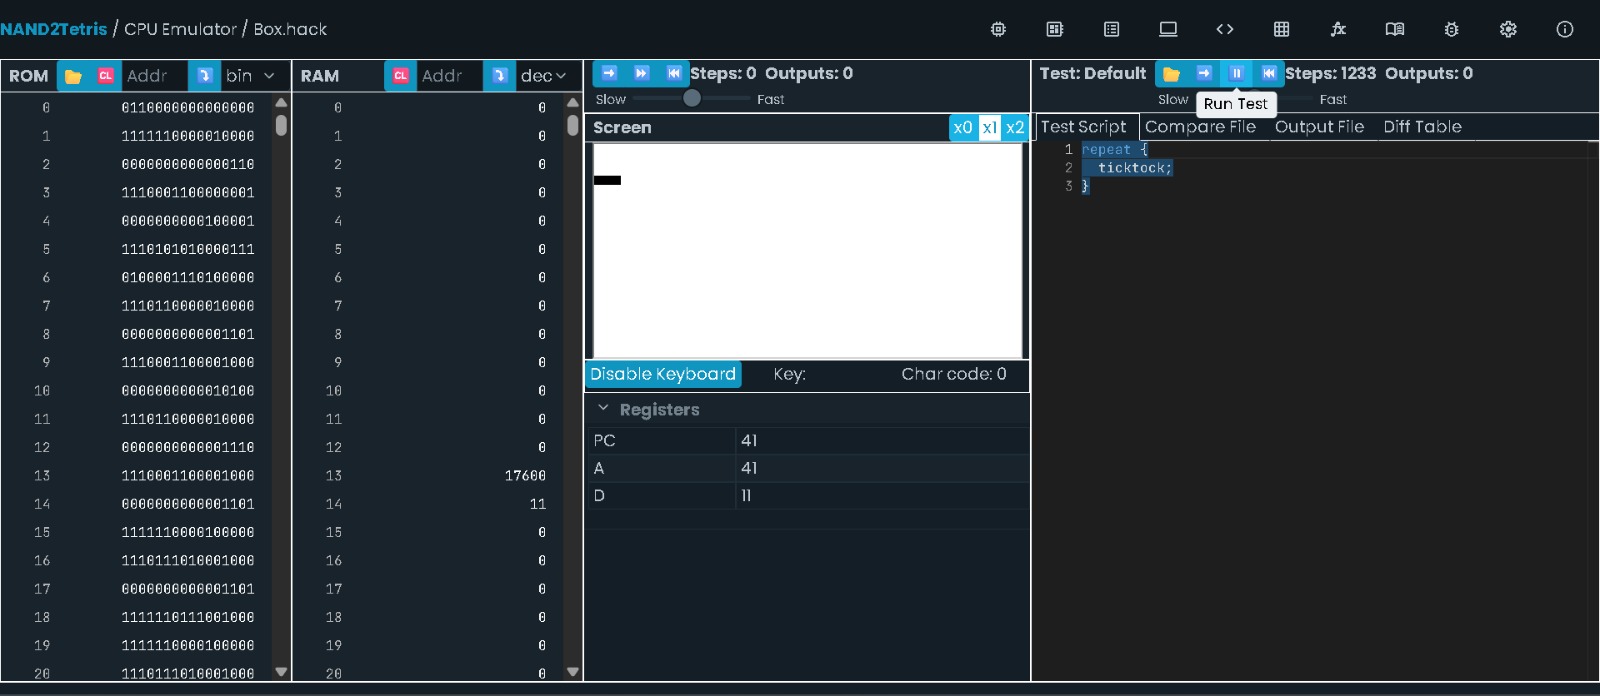 NAND2Tetris / CPU Emulator / Box.hack
ROM CL Addr bin
0 0110000000000000
1 1111110000010000
2 0000000000000110
3 1110001100000001
4 0000000000100001
5 1110101010000111
6 0100001110100000
7 1110110000010000
8 0000000000001101
9 1110001100001000
10 0000000000010100
11 1110110000010000
12 0000000000001110
13 1110001100001000
14 0000000000001101
15 1111110000100000
16 1110111010001000
17 0000000000001101
18 1111110111001000
19 1111110000100000
20 1110111010001000
RAM CL Addr dec
0 0
1 0
2 0
3 0
4 0
5 0
6 0
7 0
8 0
9 0
10 0
11 0
12 0
13 17600
14 11
15 0
16 0
17 0
18 0
19 0
20 0
Steps: 0 Outputs: 0
Slow Fast
Screen x0 x1 x2
Disable Keyboard Key: Char code: 0
Registers
PC 41
A 41
D 11
Test: Default Steps: 1233 Outputs: 0
Slow Fast
Run Test
Test Script Compare File Output File Diff Table
1 repeat {
2 ticktock;
3 }